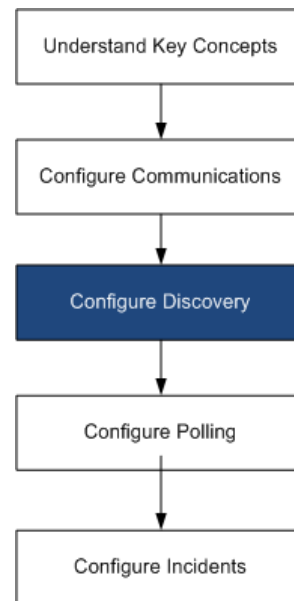 Understand Key Concepts
Configure Communications
Configure Discovery
Configure Polling
Configure Incidents